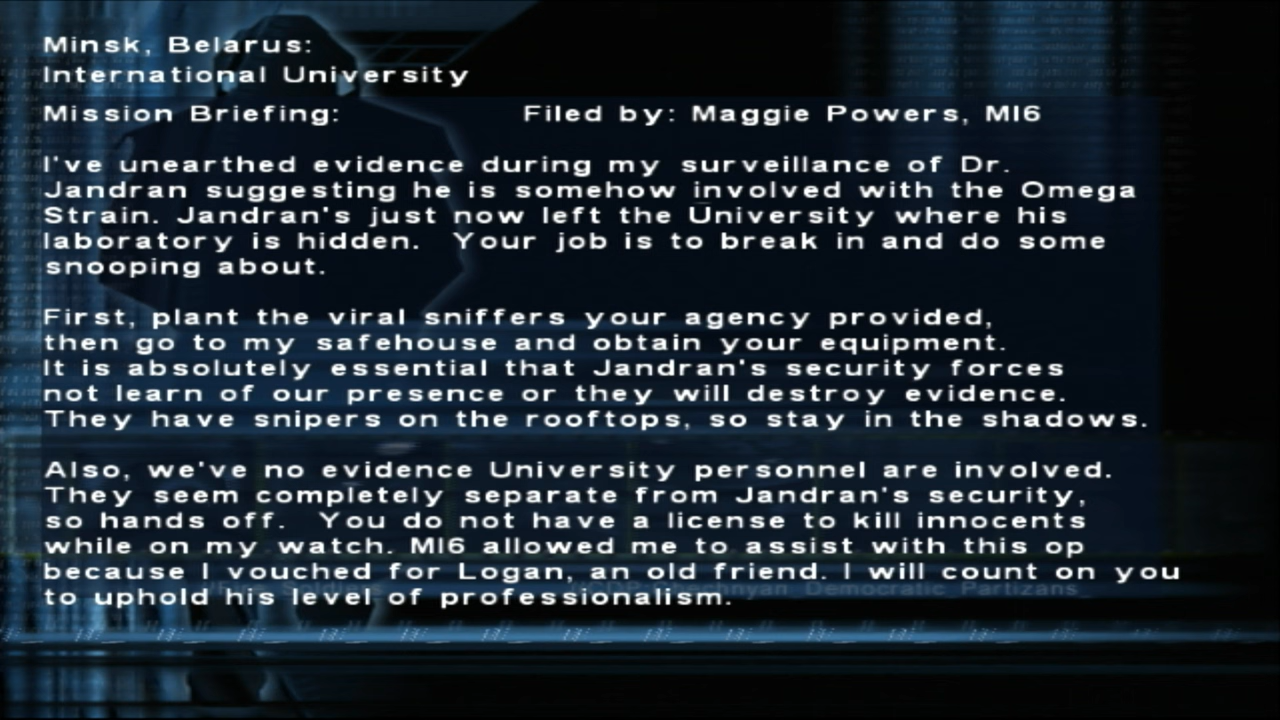 Minsk, Belarus:
International University
Mission Briefing: Filed by: Maggie Powers, MI6
I've unearthed evidence during my surveillance of Dr.
Jandran suggesting he is somehow involved with the Omega
Strain. Jandran's just now left the University where his
laboratory is hidden. Your job is to break in and do some
snooping about.
First, plant the viral sniffers your agency provided,
then go to my safehouse and obtain your equipment.
It is absolutely essential that Jandran's security forces
not learn of our presence or they will destroy evidence.
They have snipers on the rooftops, so stay in the shadows.
Also, we've no evidence University personnel are involved.
They seem completely separate from Jandran's security,
so hands off. You do not have a license to kill innocents
while on my watch. MI6 allowed me to assist with this op
because I vouched for Logan, an old friend. I will count on you
to uphold his level of professionalism.
Democratic Partizans